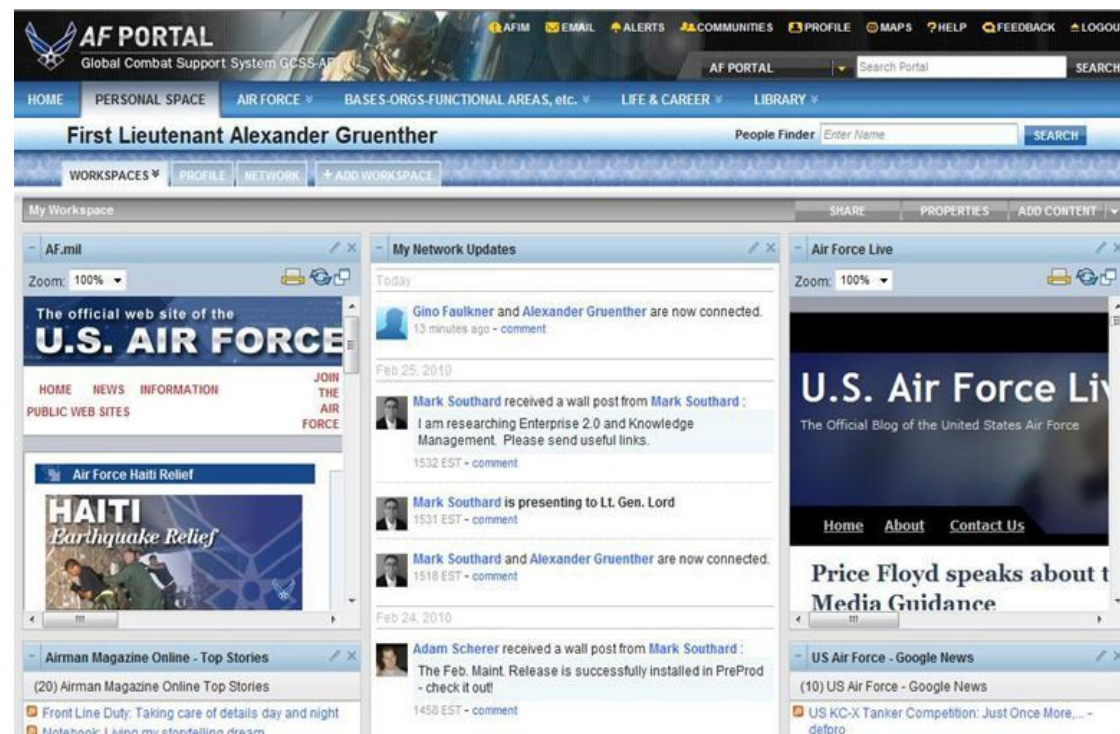 AFIM EMAIL ALERTS COMMUNITIES PROFILE MAPS HELP FEEDBACK LOGOU
AF PORTAL
Global Combat Support System GCSS-AF
AF PORTAL Search Portal SEARCH
HOME PERSONAL SPACE AIR FORCE BASES-ORGS-FUNCTIONAL AREAS, etc. LIFE & CAREER LIBRARY
First Lieutenant Alexander Gruenther
People Finder Enter Name SEARCH
WORKSPACES PROFILE NETWORK + ADD WORKSPACE
My Workspace SHARE PROPERTIES ADD CONTENT
AF.mil
Zoom: 100%
The official web site of the
U.S. AIR FORCE
HOME NEWS INFORMATION
PUBLIC WEB SITES
JOIN
THE
AIR
FORCE
Air Force Haiti Relief
HAITI
Earthquake Relief
Airman Magazine Online - Top Stories
(20) Airman Magazine Online Top Stories
Front Line Duty: Taking care of details day and night
Notebook: Living my storytelling dream
My Network Updates
Today
Gino Faulkner and Alexander Gruenther are now connected.
13 minutes ago - comment
Feb 25, 2010
Mark Southard received a wall post from Mark Southard :
I am researching Enterprise 2.0 and Knowledge
Management. Please send useful links.
1532 EST - comment
Mark Southard is presenting to Lt. Gen. Lord
1531 EST - comment
Mark Southard and Alexander Gruenther are now connected.
1518 EST - comment
Feb 24, 2010
Adam Scherer received a wall post from Mark Southard :
The Feb. Maint. Release is successfully installed in PreProd
- check it out!
1458 EST - comment
Air Force Live
Zoom: 100%
U.S. Air Force Liv
The Official Blog of the United States Air Force
Home About Contact Us
Price Floyd speaks about t
Media Guidance
US Air Force - Google News
(10) US Air Force - Google News
US KC-X Tanker Competition: Just Once More,... -
defpro